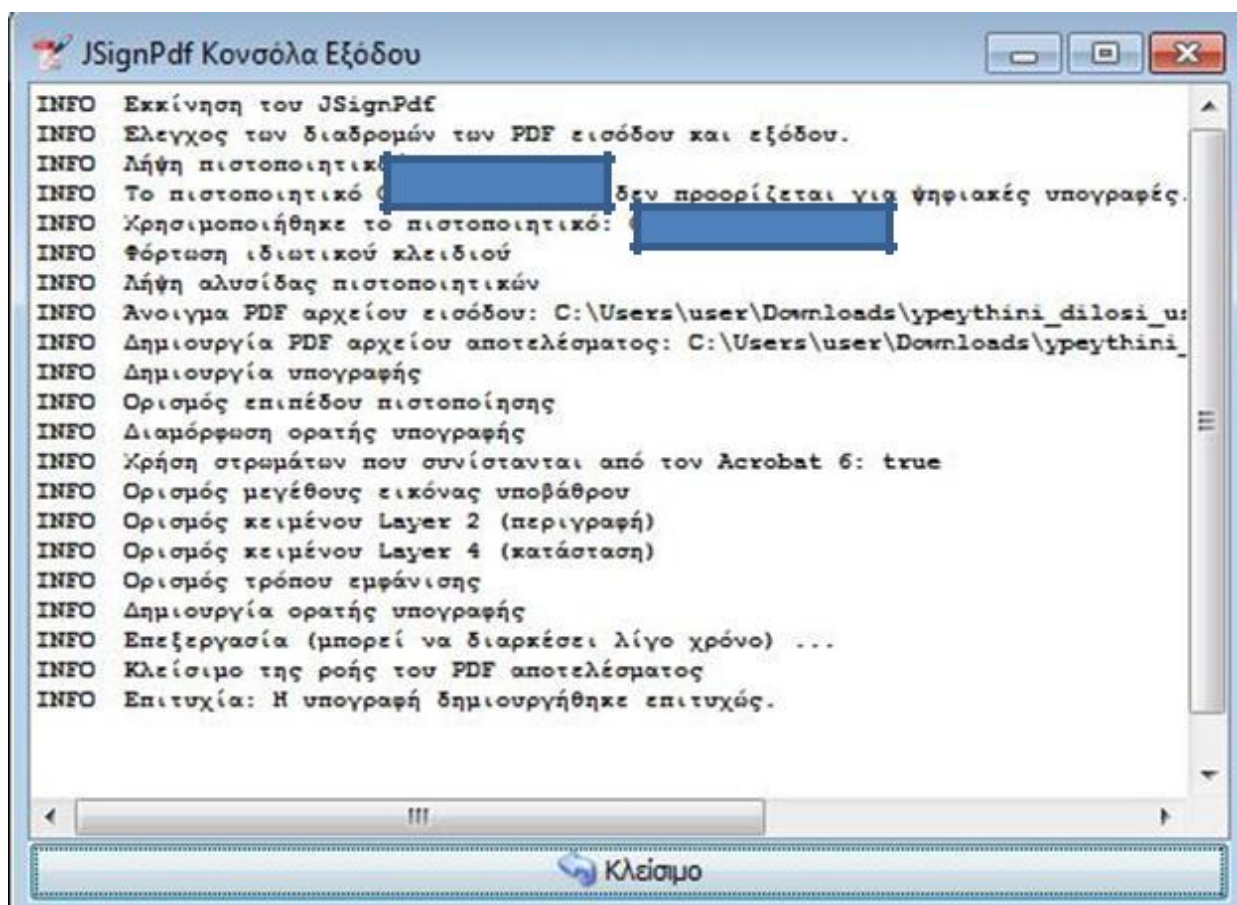 JSignPdf Κονσόλα Εξόδου
INFO Εκκίνηση του JSignPdf
INFO Έλεγχος των διαδρομών των PDF εισόδου και εξόδου.
INFO Λήψη
INFO Το πιστοποιητικό δεν προορίζεται για ψηφιακές υπογραφές.
INFO Χρησιμοποιήθηκε το πιστοποιητικό:
INFO Φόρτωση ιδιωτικού κλειδιού
INFO Λήψη αλυσίδας πιστοποιητικών
INFO Άνοιγμα PDF αρχείου εισόδου: C:\Users\user\Downloads\ypeythini_dilosi_
INFO Δημιουργία PDF αρχείου αποτελέσματος: C:\Users\user\Downloads\ypeythini_
INFO Δημιουργία υπογραφής
INFO Ορισμός επιπέδου πιστοποίησης
INFO Διαμόρφωση ορατής υπογραφής
INFO Χρήση στρωμάτων που συνίστανται από τον Acrobat 6: true
INFO Ορισμός μεγέθους εικόνας υποβάθρου
INFO Ορισμός κειμένου Layer 2 (περιγραφή)
INFO Ορισμός κειμένου Layer 4 (κατάσταση)
INFO Ορισμός τρόπου εμφάνισης
INFO Δημιουργία ορατής υπογραφής
INFO Επεξεργασία (μπορεί να διαρκέσει λίγο χρόνο) ...
INFO Κλείσιμο της ροής του PDF αποτελέσματος
INFO Επιτυχία: Η υπογραφή δημιουργήθηκε επιτυχώς.
Κλείσιμο